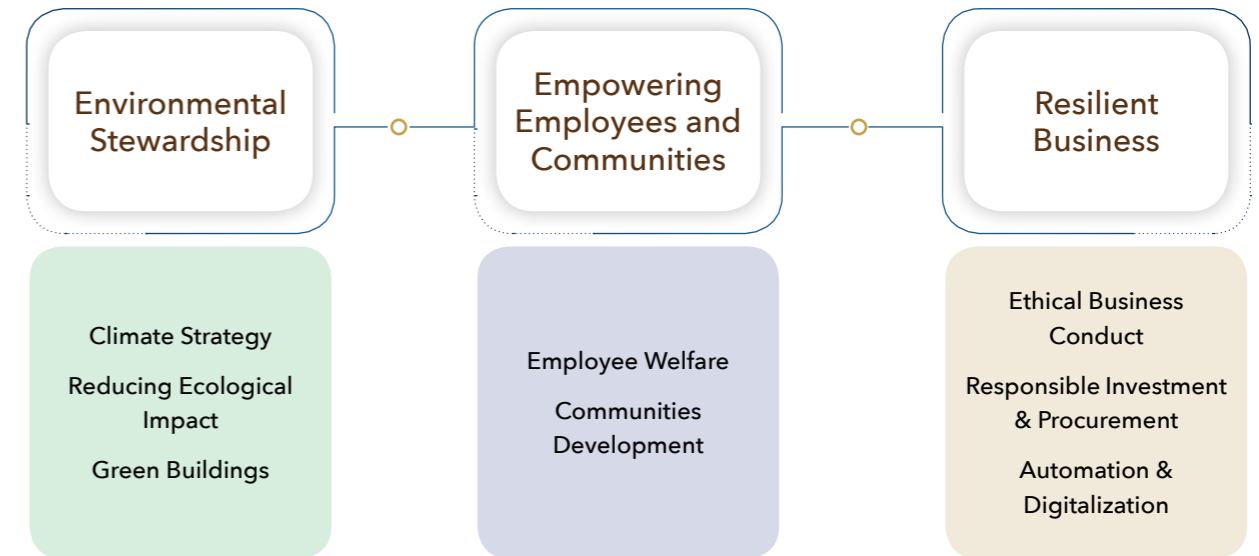 Environmental
Stewardship
Empowering
Employees and
Communities
Resilient
Business
Climate Strategy
Reducing Ecological
Impact
Green Buildings
Employee Welfare
Communities
Development
Ethical Business
Conduct
Responsible Investment
& Procurement
Automation &
Digitalization